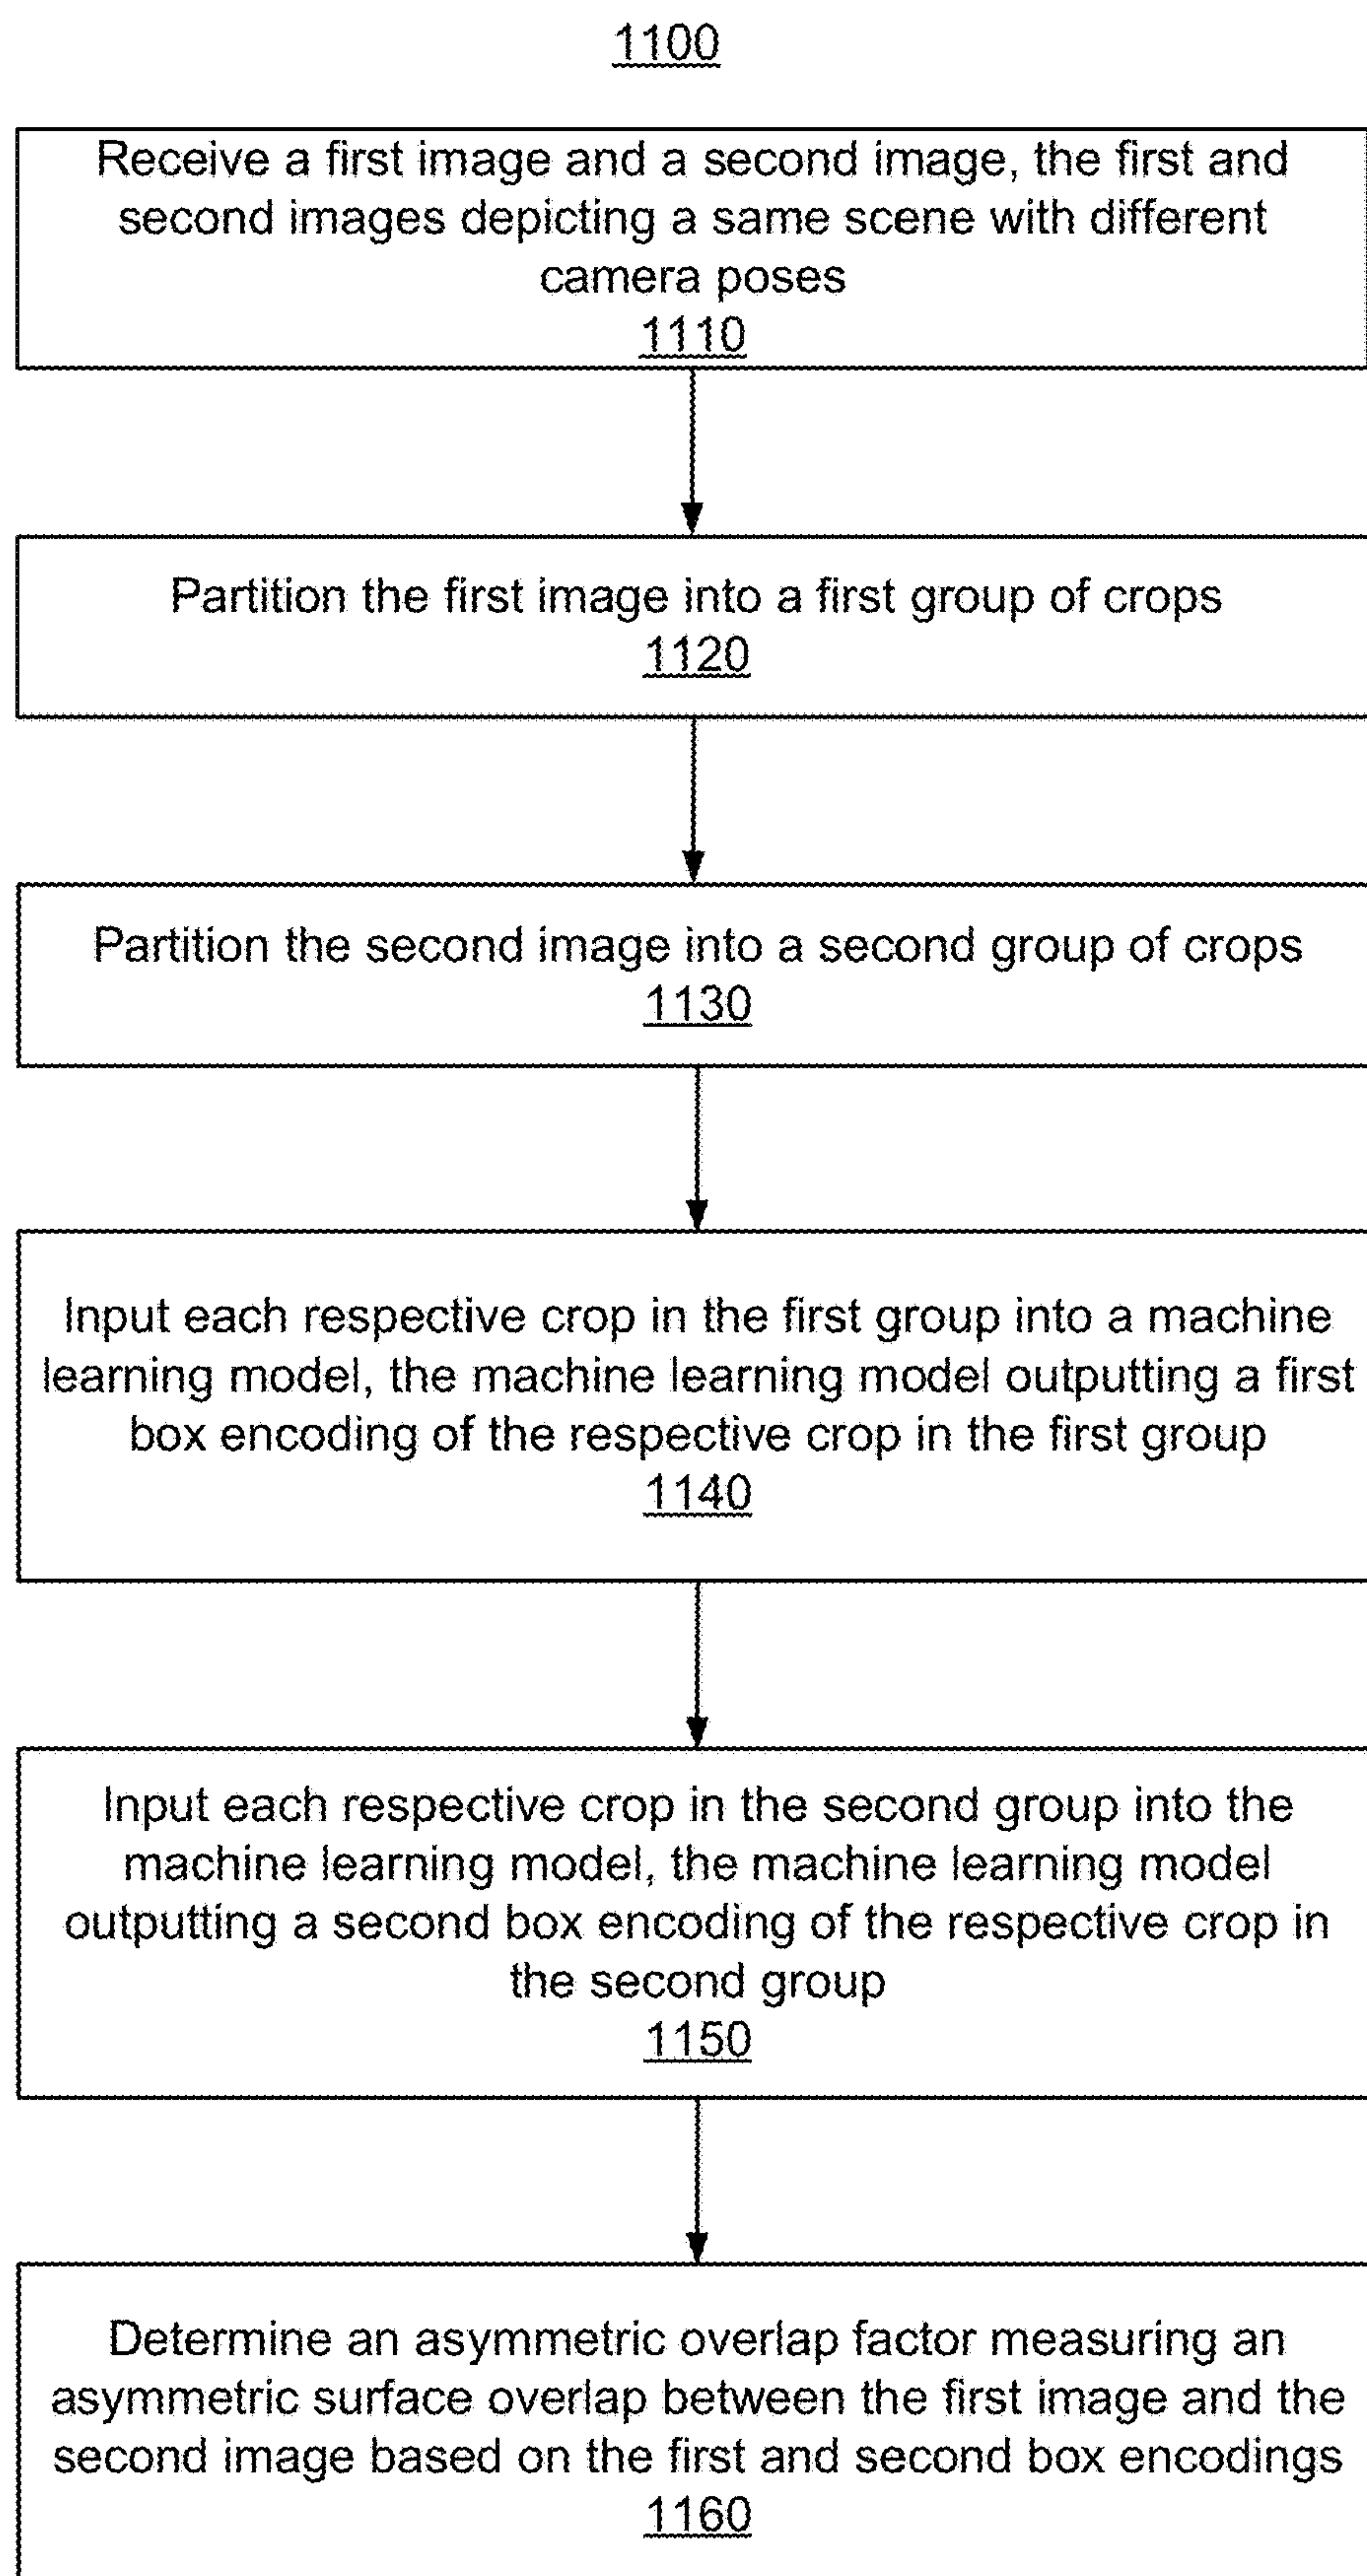 1100
Receive a first image and a second image, the first and
second images depicting a same scene with different
camera poses
1110
Partition the first image into a first group of crops
1120
Partition the second image into a second group of crops
1130
Input each respective crop in the first group into a machine
learning model, the machine learning model outputting a first
box encoding of the respective crop in the first group
1140
Input each respective crop in the second group into the
machine learning model, the machine learning model
outputting a second box encoding of the respective crop in
the second group
1150
Determine an asymmetric overlap factor measuring an
asymmetric surface overlap between the first image and the
second image based on the first and second box encodings
1160